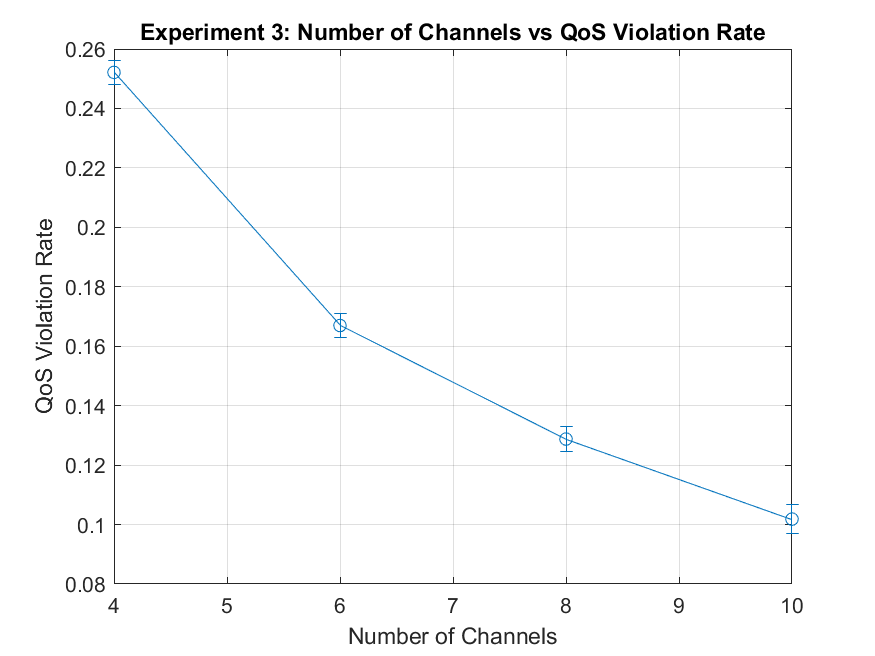 Experiment 3: Number of Channels vs QoS Violation Rate
0.26
0.24
0.22
0.2
0.18
0.16
0.14
0.12
0.1
0.08
QoS Violation Rate
4 5 6 7 8 9 10
Number of Channels